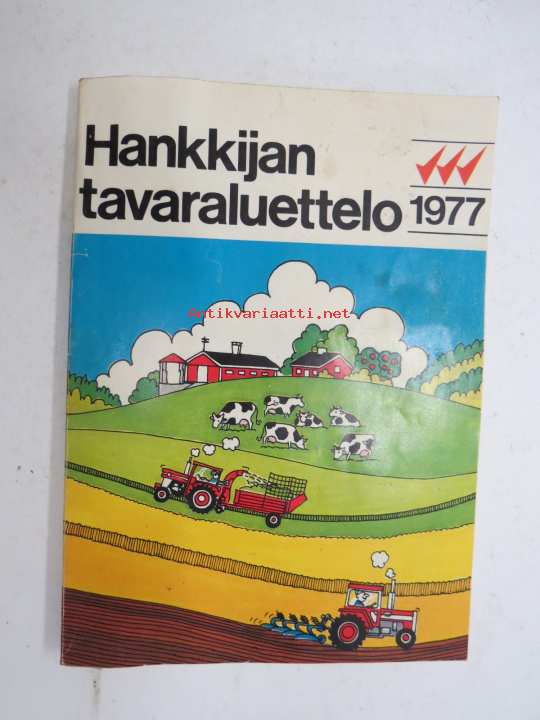 Hankkijan
tavaraluettelo 1977
Antikvariaatti.net